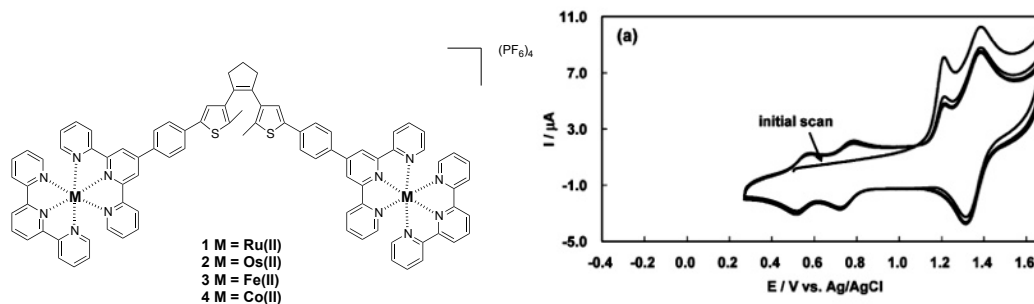 (PF6)4
S
S
N
N
N
N
N
N
M
N
N
N
N
N
N
M
1 M = Ru(II)
2 M = Os(II)
3 M = Fe(II)
4 M = Co(II)
(a)
initial scan
I / µA
11.0
7.0
3.0
-1.0
-5.0
-0.4 -0.2 0.0 0.2 0.4 0.6 0.8 1.0 1.2 1.4 1.6
E / V vs. Ag/AgCl